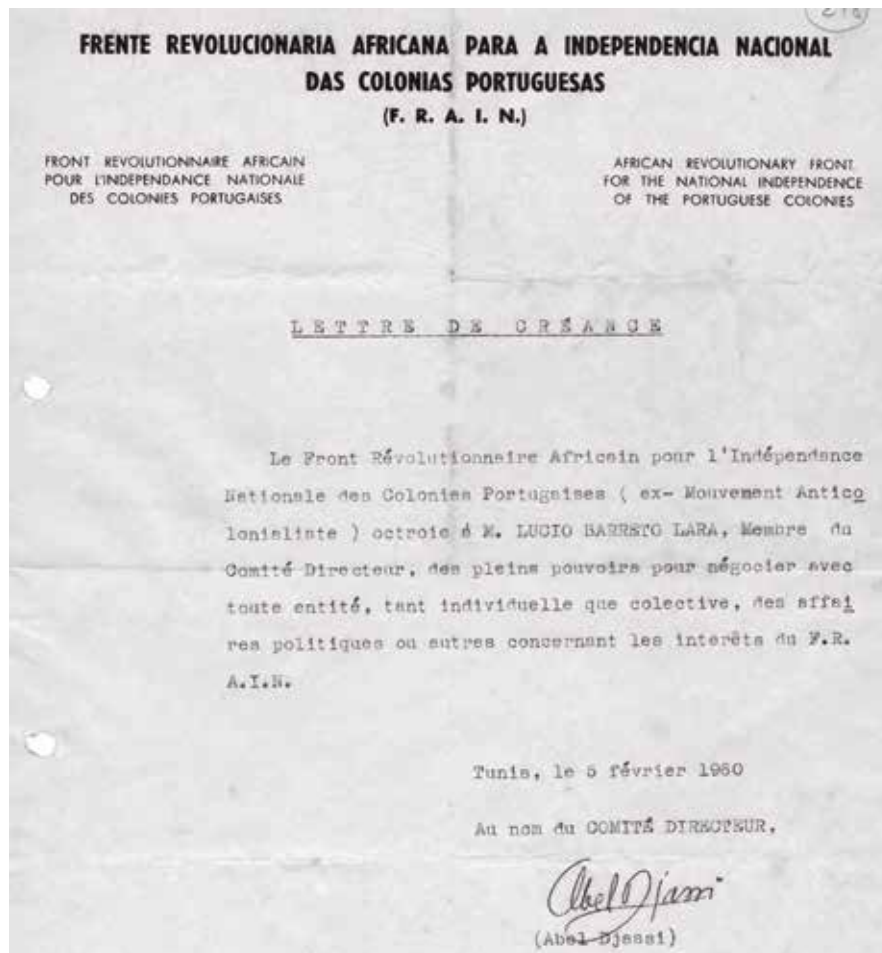 FRENTE REVOLUCIONARIA AFRICANA PARA A INDEPENDENCIA NACIONAL
DAS COLONIAS PORTUGUESAS
(F. R. A. I. N.)
FRONT REVOLUTIONNAIRE AFRICAIN
POUR L'INDEPENDANCE NATIONALE
DES COLONIES PORTUGAISES
AFRICAN REVOLUTIONARY FRONT
FOR THE NATIONAL INDEPENDENCE
OF THE PORTUGUESE COLONIES
LETTRE DE CRÉANCE
Le Front Révolutionnaire Africain pour l'Indépendance
Nationale des Colonies Portugaises ( ex- Mouvement Antico
lonialiste ) octroie á M. LUCIO BARRETO LARA, Membre du
Comité Directeur, des pleins pouvoirs pour négocier avec
toute entité, tant individuelle que colective, des affai
res politiques ou autres concernant les interêts du F.R.
A.I.N.
Tunis, le 5 février 1960
Au nom du COMITÉ DIRECTEUR,
Abel Djassi
(Abel Djassi)